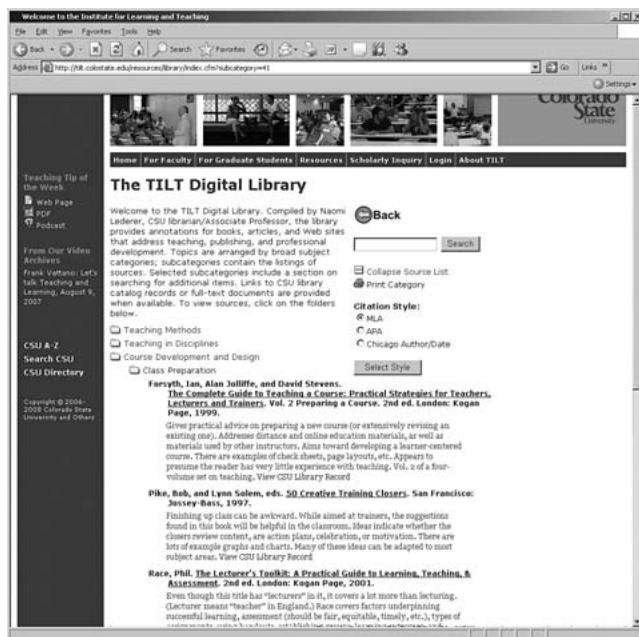 Welcome to the Institute for Learning and Teaching
File Edit View Favorites Tools Help
Back Search Favorites
Address http://tilt.colostate.edu/resources/library/index.cfm?subcategory=41 Go Links »
Settings
Colorado
State
University
Home For Faculty For Graduate Students Resources Scholarly Inquiry Login About TILT
Teaching Tip of
the Week
Web Page
PDF
Podcast
From Our Video
Archives
Frank Vattano: Let's
talk Teaching and
Learning, August 9,
2007
CSU A-Z
Search CSU
CSU Directory
Copyright © 2006-
2008 Colorado State
University and Others
The TILT Digital Library
Welcome to the TILT Digital Library. Compiled by Naomi
Lederer, CSU librarian/Associate Professor, the library
provides annotations for books, articles, and Web sites
that address teaching, publishing, and professional
development. Topics are arranged by broad subject
categories; subcategories contain the listings of
sources. Selected subcategories include a section on
searching for additional items. Links to CSU library
catalog records or full-text documents are provided
when available. To view sources, click on the folders
below.
Back
Search
Collapse Source List
Print Category
Citation Style:
MLA
APA
Chicago Author/Date
Select Style
Teaching Methods
Teaching in Disciplines
Course Development and Design
Class Preparation
Forsyth, Ian, Alan Jolliffe, and David Stevens.
The Complete Guide to Teaching a Course: Practical Strategies for Teachers,
Lecturers and Trainers. Vol. 2 Preparing a Course. 2nd ed. London: Kogan
Page, 1999.
Gives practical advice on preparing a new course (or extensively revising an
existing one). Addresses distance and online education materials, as well as
materials used by other instructors. Aims toward developing a learner-centered
course. There are examples of check sheets, page layouts, etc. Appears to
presume the reader has very little experience with teaching. Vol. 2 of a four-
volume set on teaching. View CSU Library Record
Pike, Bob, and Lynn Solem, eds. 50 Creative Training Closers. San Francisco:
Jossey-Bass, 1997.
Finishing up class can be awkward. While aimed at trainers, the suggestions
found in this book will be helpful in the classroom. Ideas indicate whether the
closers review content, are action plans, celebration, or motivation. There are
lots of example graphs and charts. Many of these ideas can be adapted to most
subject areas. View CSU Library Record
Race, Phil. The Lecturer's Toolkit: A Practical Guide to Learning, Teaching, &
Assessment. 2nd ed. London: Kogan Page, 2001.
Even though this title has "lecturers" in it, it covers a lot more than lecturing.
(Lecturer means "teacher" in England.) Race covers factors underpinning
successful learning, assessment (should be fair, equitable, timely, etc.), types of